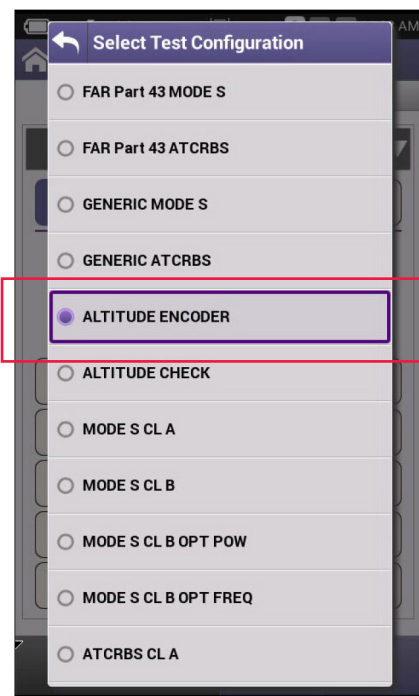 AM
Select Test Configuration
FAR Part 43 MODE S
FAR Part 43 ATCRBS
GENERIC MODE S
GENERIC ATCRBS
ALTITUDE ENCODER
ALTITUDE CHECK
MODE S CL A
MODE S CL B
MODE S CL B OPT POW
MODE S CL B OPT FREQ
ATCRBS CL A